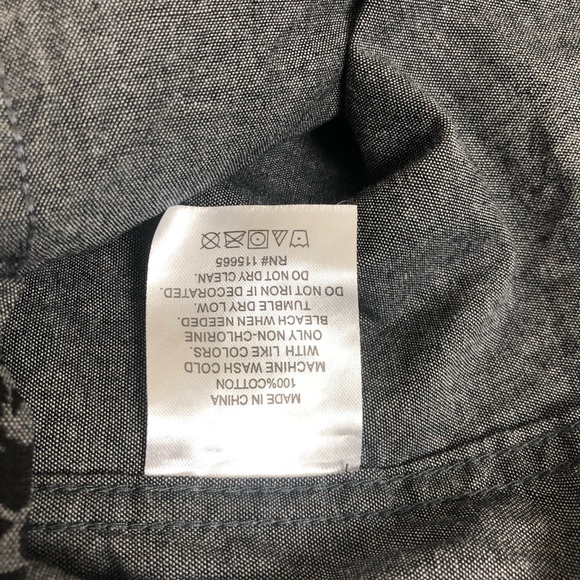 MADE IN CHINA
100%COTTON
MACHINE WASH COLD
WITH LIKE COLORS.
ONLY NON-CHLORINE
BLEACH WHEN NEEDED.
TUMBLE DRY LOW.
DO NOT IRON IF DECORATED.
DO NOT DRY CLEAN.
RN# 115665